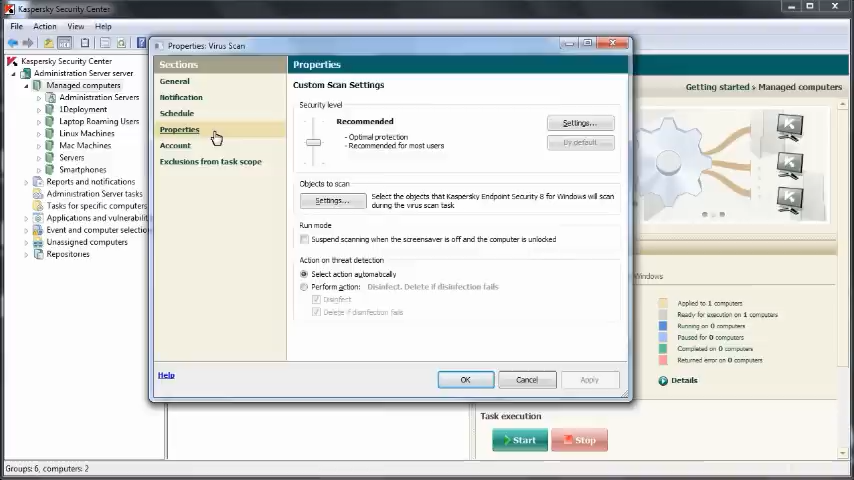 Kaspersky Security Center
File Action View Help
Kaspersky Security Center
Administration Server server
Managed computers
Administration Servers
1Deployment
Laptop Roaming Users
Linux Machines
Mac Machines
Servers
Smartphones
Reports and notifications
Administration Server tasks
Tasks for specific computers
Applications and vulnerabili
Event and computer selection
Unassigned computers
Repositories
Groups: 6, computers: 2
Properties: Virus Scan
Sections
General
Notification
Schedule
Properties
Account
Exclusions from task scope
Help
Properties
Custom Scan Settings
Security level
Recommended
- Optimal protection
- Recommended for most users
Settings...
By default
Objects to scan
Settings...
Select the objects that Kaspersky Endpoint Security 8 for Windows will scan
during the virus scan task
Run mode
Suspend scanning when the screensaver is off and the computer is unlocked
Action on threat detection
Select action automatically
Perform action: Disinfect. Delete if disinfection fails
Disinfect
Delete if disinfection fails
OK Cancel Apply
Getting started › Managed computers
Windows
Applied to 1 computers
Ready for execution on 1 computers
Running on 0 computers
Paused for 0 computers
Completed on 0 computers
Returned error on 0 computers
Details
Task execution
Start Stop